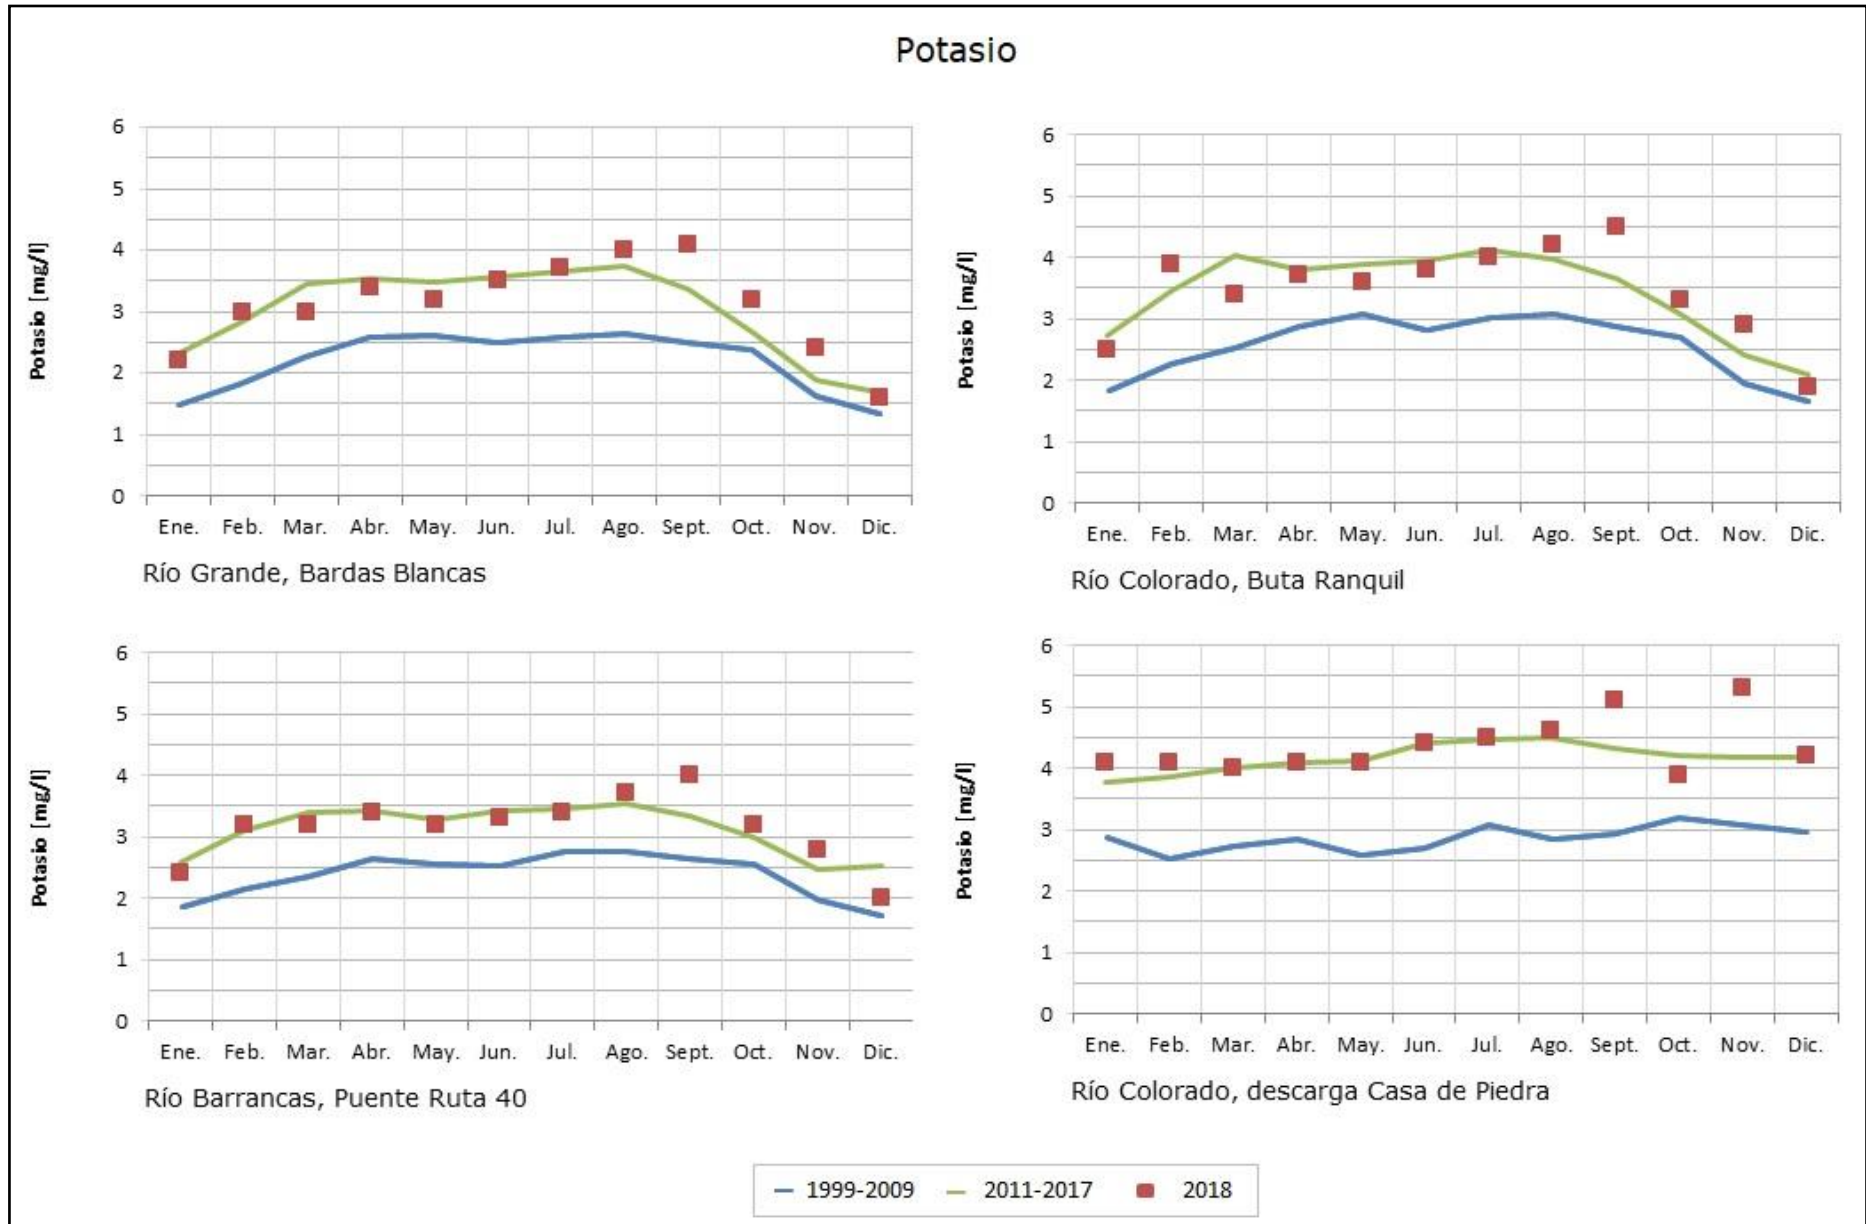 Potasio
Potasio [mg/l]
6
5
4
3
2
1
0
Ene. Feb. Mar. Abr. May. Jun. Jul. Ago. Sept. Oct. Nov. Dic.
Río Grande, Bardas Blancas
Potasio [mg/l]
6
5
4
3
2
1
0
Ene. Feb. Mar. Abr. May. Jun. Jul. Ago. Sept. Oct. Nov. Dic.
Río Colorado, Buta Ranquil
Potasio [mg/l]
6
5
4
3
2
1
0
Ene. Feb. Mar. Abr. May. Jun. Jul. Ago. Sept. Oct. Nov. Dic.
Río Barrancas, Puente Ruta 40
Potasio [mg/l]
6
5
4
3
2
1
0
Ene. Feb. Mar. Abr. May. Jun. Jul. Ago. Sept. Oct. Nov. Dic.
Río Colorado, descarga Casa de Piedra
1999-2009 2011-2017 2018